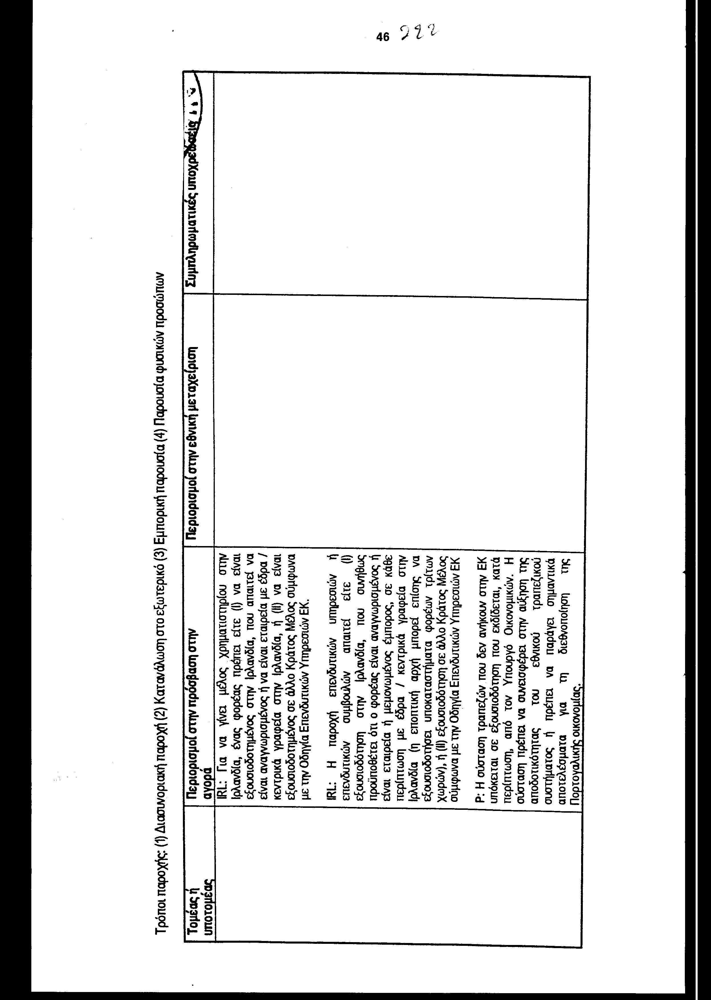 46 222
Τρόποι παροχής: (1) Διασυνοριακή παροχή (2) Κατανάλωση στο εξωτερικό (3) Εμπορική παρουσία (4) Παρουσία φυσικών προσώπων
Τομέας ή
υποτομέας
Περιορισμοί στην πρόσβαση στην
αγορά
Περιορισμοί στην εθνική μεταχείριση
Συμπληρωματικές υποχρεώσεις
IRL: Για να γίνει μέλος Χρηματιστηρίου στην
Ιρλανδία, ένας φορέας πρέπει είτε (Ι) να είναι
εξουσιοδοτημένος στην Ιρλανδία, που απαιτεί να
είναι αναγνωρισμένος ή να είναι εταιρεία με έδρα /
κεντρικά γραφεία στην Ιρλανδία, ή (ΙΙ) να είναι
εξουσιοδοτημένος σε άλλο Κράτος Μέλος σύμφωνα
με την Οδηγία Επενδυτικών Υπηρεσιών ΕΚ.
IRL: Η παροχή επενδυτικών υπηρεσιών ή
επενδυτικών συμβουλών απαιτεί είτε (Ι)
εξουσιοδότηση στην Ιρλανδία, που συνήθως
προϋποθέτει ότι ο φορέας είναι αναγνωρισμένος ή
είναι εταιρεία ή μεμονωμένος έμπορος, σε κάθε
περίπτωση με έδρα / κεντρικά γραφεία στην
Ιρλανδία (η εποπτική αρχή μπορεί επίσης να
εξουσιοδοτήσει υποκαταστήματα φορέων τρίτων
χωρών), ή (ΙΙ) εξουσιοδότηση σε άλλο Κράτος Μέλος
σύμφωνα με την Οδηγία Επενδυτικών Υπηρεσιών ΕΚ
P: Η σύσταση τραπεζών που δεν ανήκουν στην ΕΚ
υπόκειται σε εξουσιοδότηση που εκδίδεται, κατά
περίπτωση, από τον Υπουργό Οικονομικών. Η
σύσταση πρέπει να συνεισφέρει στην αύξηση της
αποδοτικότητας του εθνικού τραπεζικού
συστήματος ή πρέπει να παράγει σημαντικά
αποτελέσματα για τη διεθνοποίηση της
Πορτογαλικής οικονομίας.